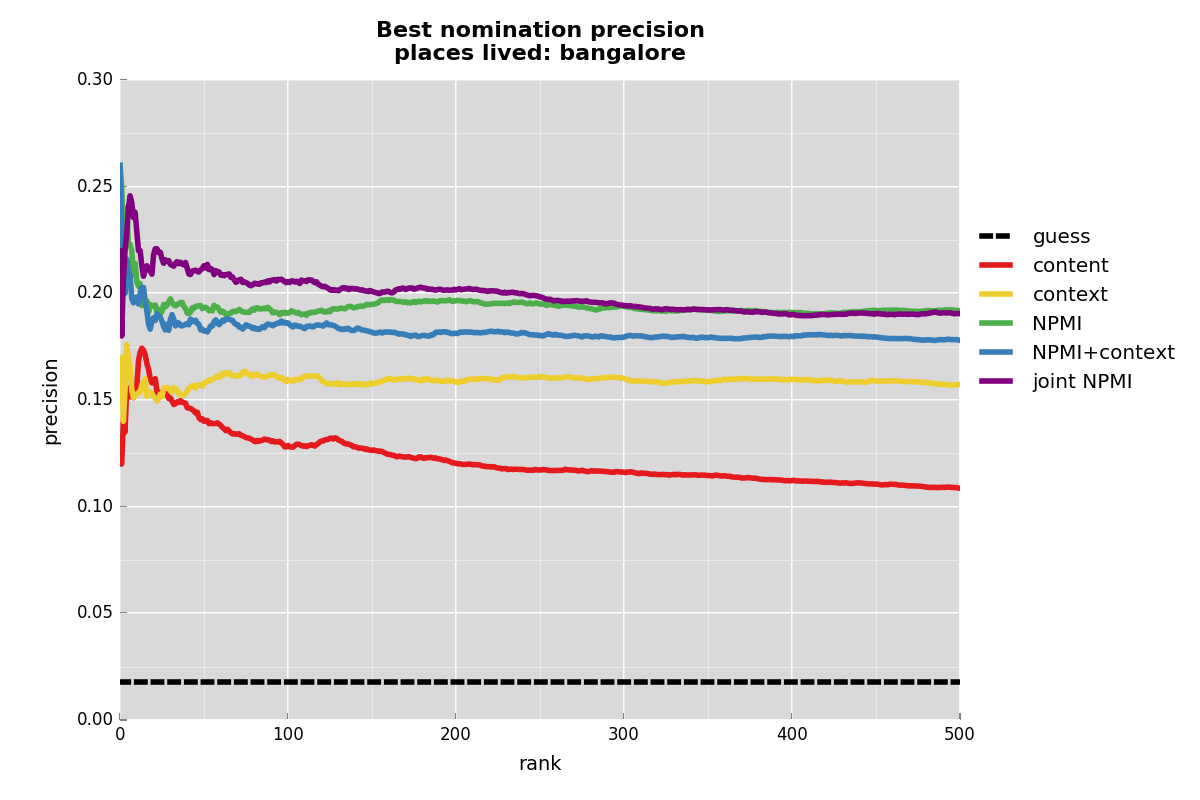 Best nomination precision
places lived: bangalore
0.30
0.25
0.20
0.15
0.10
0.05
0.00
precision
0 100 200 300 400 500
rank
guess
content
context
NPMI
NPMI+context
joint NPMI